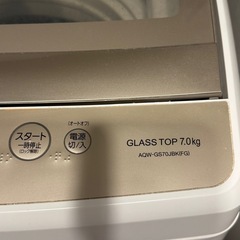 スタート
一時停止
(ロック解除)
(オートオフ)
電源
切/入
GLASS TOP 7.0kg
AQW-GS70JBK(FG)